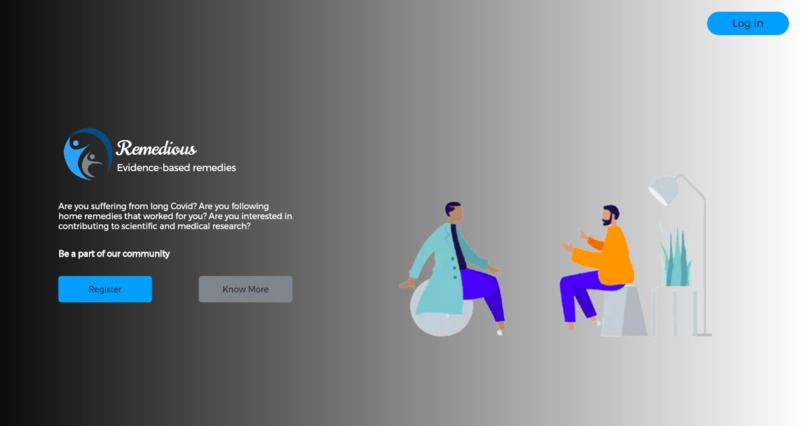 Log in
Remedious
Evidence-based remedies
Are you suffering from long Covid? Are you following
home remedies that worked for you? Are you interested in
contributing to scientific and medical research?
Be a part of our community
Register
Know More